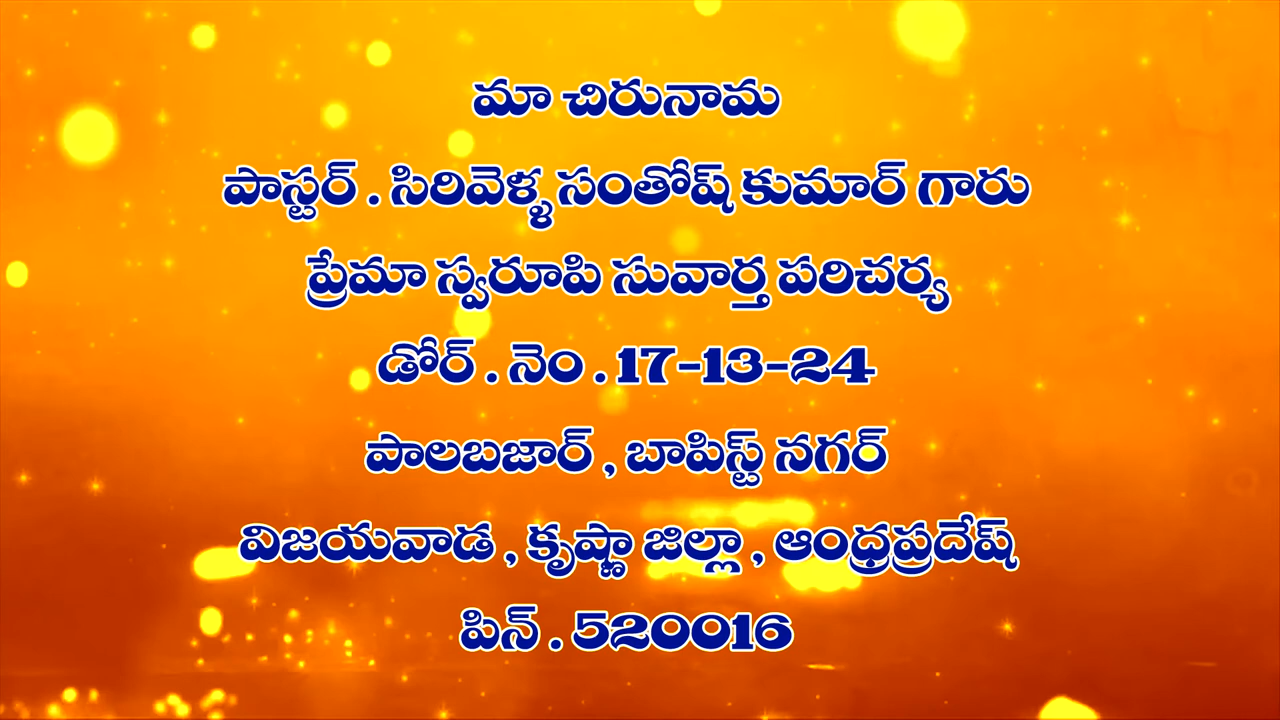 మా చిరునామ
పాస్టర్ . సిరివెళ్ళ సంతోష్ కుమార్ గారు
ప్రేమా స్వరూపి సువార్త పరిచర్య
డోర్ . నెం . 17-13-24
పాలబజార్ , బాపిస్ట్ నగర్
విజయవాడ , కృష్ణా జిల్లా , ఆంధ్రప్రదేష్
పిన్ . 520016